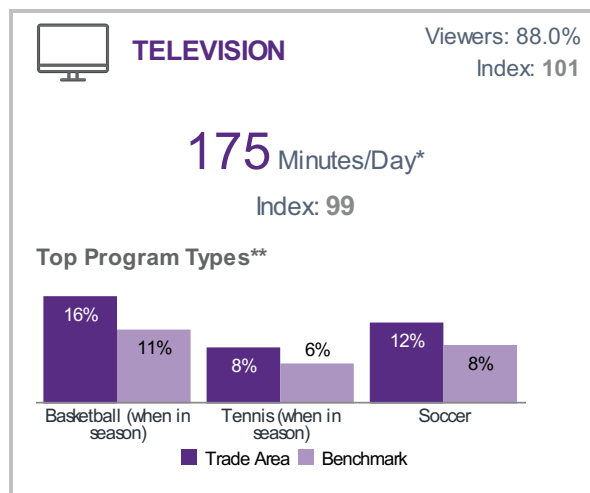 TELEVISION
Viewers: 88.0%
Index: 101
175 Minutes/Day*
Index: 99
Top Program Types**
16%
11%
8%
6%
12%
8%
Basketball (when in
season)
Tennis (when in
season)
Soccer
Trade Area
Benchmark